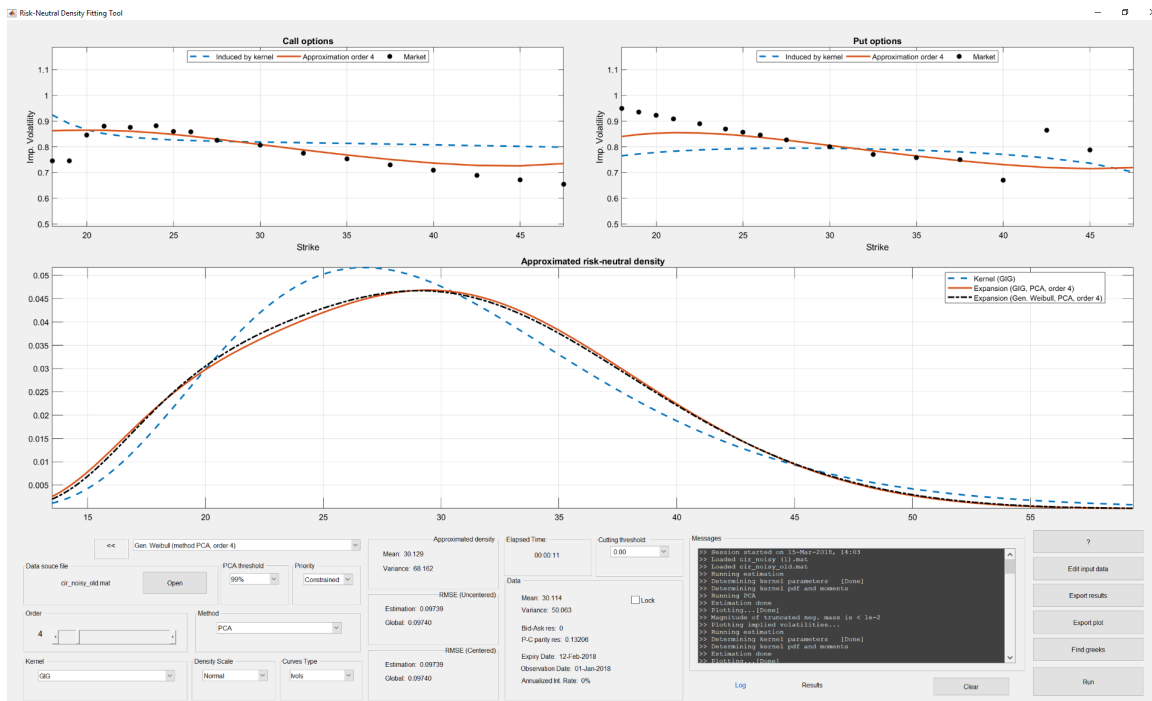 Risk-Neutral Density Fitting Tool
Call options
Induced by kernel Approximation order 4 Market
Imp. Volatility
1.1
1
0.9
0.8
0.7
0.6
0.5
20 25 30 35 40 45
Strike
Put options
Induced by kernel Approximation order 4 Market
Imp. Volatility
1.1
1
0.9
0.8
0.7
0.6
0.5
20 25 30 35 40 45
Strike
Approximated risk-neutral density
Kernel (GIG)
Expansion (GIG, PCA, order 4)
Expansion (Gen. Weibull, PCA, order 4)
0.05
0.045
0.04
0.035
0.03
0.025
0.02
0.015
0.01
0.005
15 20 25 30 35 40 45 50 55
<<
Gen. Weibull (method PCA, order 4)
Data souce file
cir_noisy_old.mat
Open
PCA threshold
99%
Priority
Constrained
Order
4
Method
PCA
Kernel
GIG
Density Scale
Normal
Curves Type
Ivols
Approximated density
Mean: 30.129
Variance: 68.162
RMSE (Uncentered)
Estimation: 0.09739
Global: 0.09740
RMSE (Centered)
Estimation: 0.09739
Global: 0.09740
Elapsed Time:
00:00:11
Cutting threshold:
0.00
Data
Mean: 30.114
Variance: 50.063
Lock
Bid-Ask res: 0
P-C parity res: 0.13206
Expiry Date: 12-Feb-2018
Observation Date: 01-Jan-2018
Annualized Int. Rate: 0%
Messages
>> Session started on 15-Mar-2018, 14:03
>> Loaded cir_noisy (1).mat
>> Loaded cir_noisy_old.mat
>> Running estimation
>> Determining kernel parameters [Done]
>> Determining kernel pdf and moments
>> Running PCA
>> Estimation done
>> Plotting...[Done]
>> Magnitude of truncated neg. mass is < 1e-2
>> Plotting implied volatilities...
>> Running estimation
>> Determining kernel parameters [Done]
>> Determining kernel pdf and moments
>> Estimation done
>> Plotting...[Done]
Log
Results
Clear
?
Edit input data
Export results
Export plot
Find greeks
Run